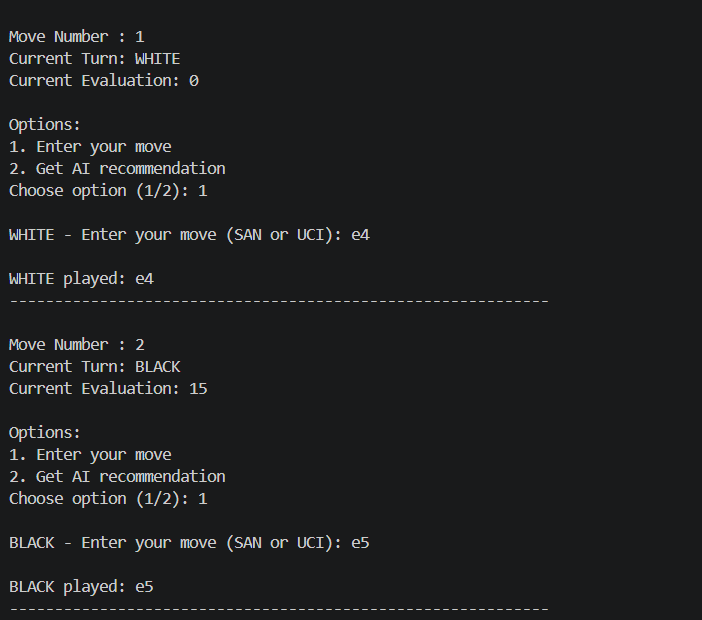 Move Number : 1
Current Turn: WHITE
Current Evaluation: 0
Options:
1. Enter your move
2. Get AI recommendation
Choose option (1/2): 1
WHITE - Enter your move (SAN or UCI): e4
WHITE played: e4
------------------------------------------------------------
Move Number : 2
Current Turn: BLACK
Current Evaluation: 15
Options:
1. Enter your move
2. Get AI recommendation
Choose option (1/2): 1
BLACK - Enter your move (SAN or UCI): e5
BLACK played: e5
------------------------------------------------------------